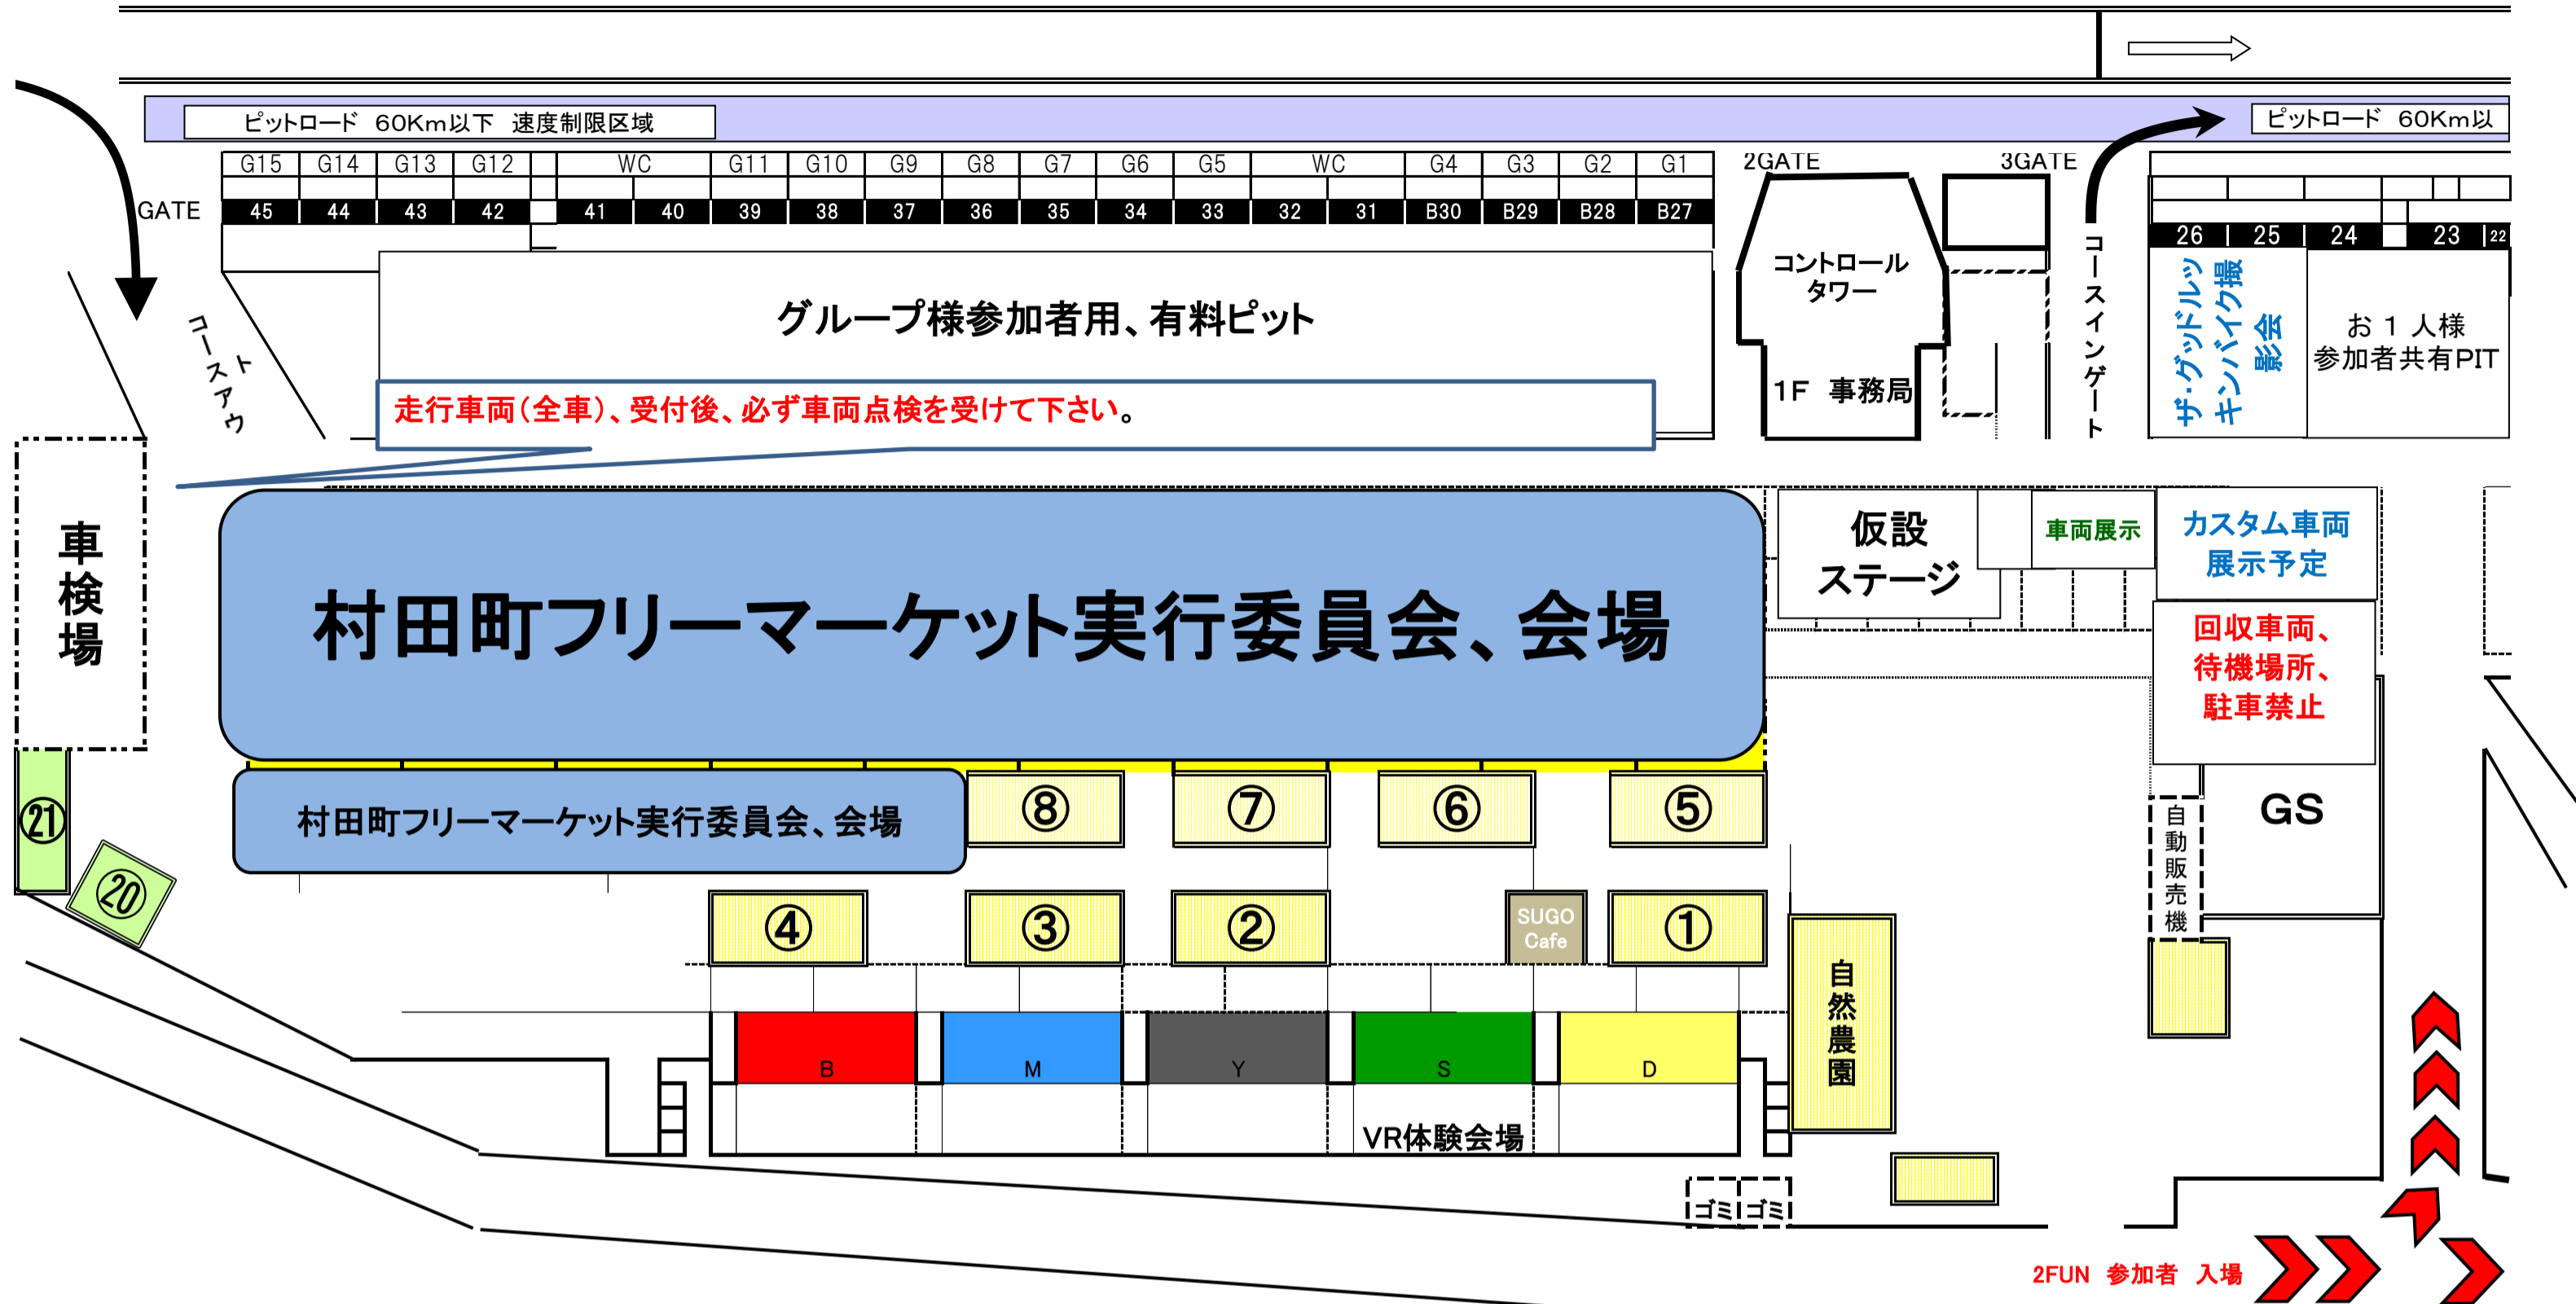 ピットロード 60Km以下 速度制限区域
ピットロード 60Km以
G15 G14 G13 G12 WC G11 G10 G9 G8 G7 G6 G5 WC G4 G3 G2 G1
2GATE
3GATE
GATE
45 44 43 42 41 40 39 38 37 36 35 34 33 32 31 B30 B29 B28 B27
26 25 24 23 22
コースアウ
ト
グループ様参加者用、有料ピット
コントロール
タワー
1F 事務局
コースインゲート
ザ・グッドルッ
キンバイク撮
影会
お 1 人様
参加者共有PIT
走行車両(全車)、受付後、必ず車両点検を受けて下さい。
車検場
村田町フリーマーケット実行委員会、会場
仮設
ステージ
車両展示
カスタム車両
展示予定
回収車両、
待機場所、
駐車禁止
村田町フリーマーケット実行委員会、会場
⑧ ⑦ ⑥ ⑤
GS
自動販売機
㉑
⑳
④ ③ ②
SUGO
Cafe
①
自然農園
B M Y S D
VR体験会場
ゴミ ゴミ
2FUN 参加者 入場